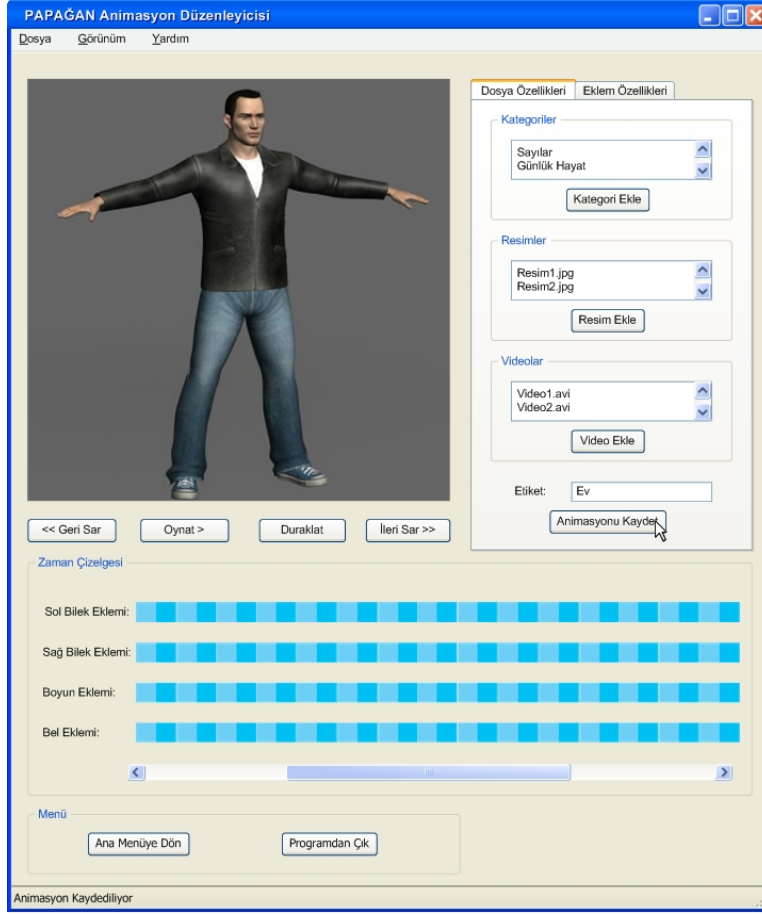 PAPAĞAN Animasyon Düzenleyicisi
Dosya Görünüm Yardım
Dosya Özellikleri Eklem Özellikleri
Kategoriler
Sayılar
Günlük Hayat
Kategori Ekle
Resimler
Resim1.jpg
Resim2.jpg
Resim Ekle
Videolar
Video1.avi
Video2.avi
Video Ekle
Etiket: Ev
Animasyonu Kaydet
<< Geri Sar Oynat > Duraklat İleri Sar >>
Zaman Çizelgesi
Sol Bilek Eklemi:
Sağ Bilek Eklemi:
Boyun Eklemi:
Bel Eklemi:
Menü
Ana Menüye Dön Programdan Çık
Animasyon Kaydediliyor